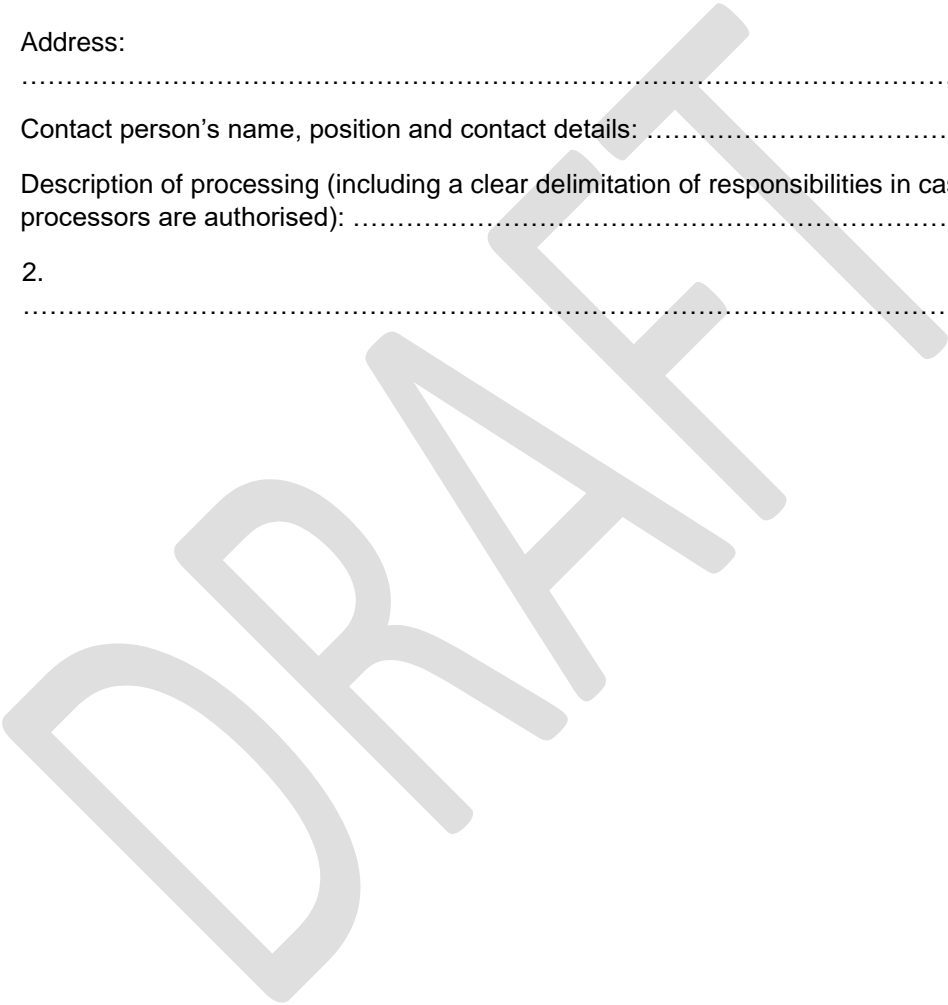 Address:
……………………………………………………………………………………………
Contact person’s name, position and contact details: ……………………………
Description of processing (including a clear delimitation of responsibilities in
processors are authorised): …………………………………………………………
2.
……………………………………………………………………………………………
DRAFT